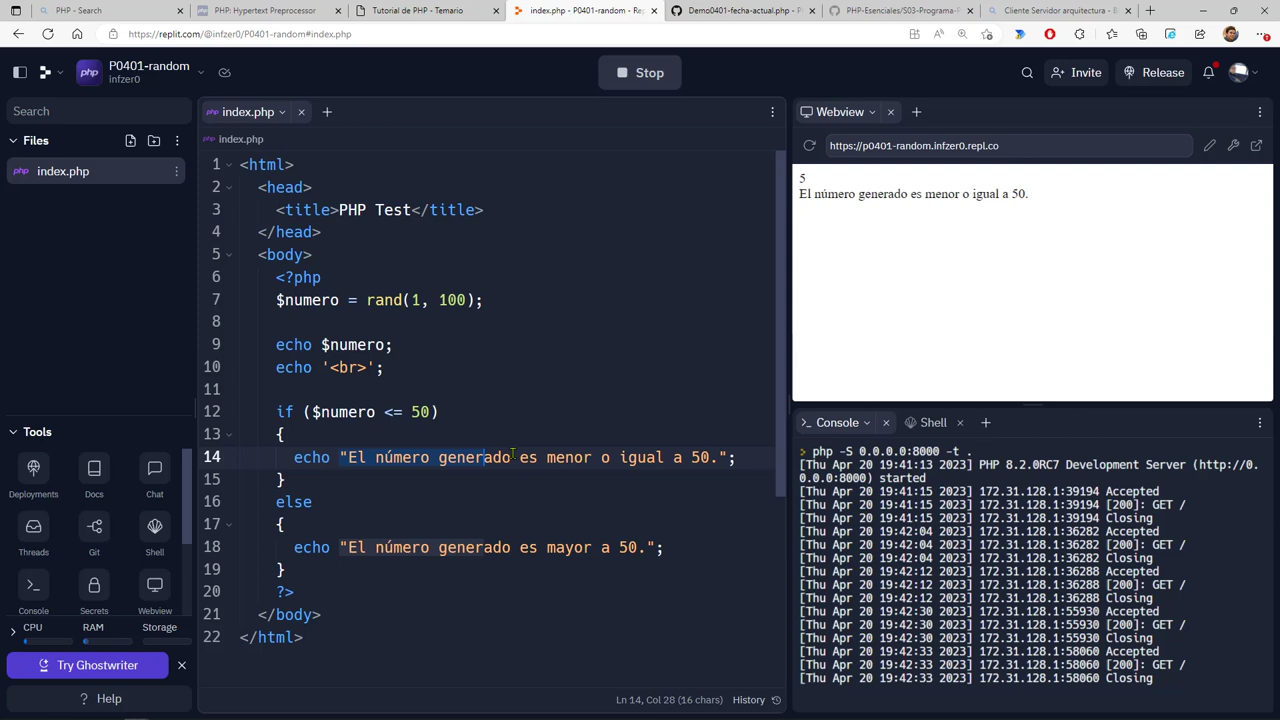 PHP - Search
PHP: Hypertext Preprocessor
Tutorial de PHP - Temario
index.php - P0401-random - Rep
Demo0401-fecha-actual.php - PH
PHP-Esenciales/S03-Programa-P
Cliente Servidor arquitectura - B
https://replit.com/@infzer0/P0401-random#index.php
php
P0401-random
infzer0
Stop
Invite
Release
Search
Files
php index.php
php index.php
php index.php
1 <html>
2 <head>
3 <title>PHP Test</title>
4 </head>
5 <body>
6 <?php
7 $numero = rand(1, 100);
8
9 echo $numero;
10 echo '<br>';
11
12 if ($numero <= 50)
13 {
14 echo "El número generado es menor o igual a 50.";
15 }
16 else
17 {
18 echo "El número generado es mayor a 50.";
19 }
20 ?>
21 </body>
22 </html>
Ln 14, Col 28 (16 chars)
History
Tools
Deployments
Docs
Chat
Threads
Git
Shell
Console
Secrets
Webview
CPU
RAM
Storage
Try Ghostwriter
? Help
Webview
https://p0401-random.infzer0.repl.co
5
El número generado es menor o igual a 50.
Console
Shell
php -S 0.0.0.0:8000 -t .
[Thu Apr 20 19:41:13 2023] PHP 8.2.0RC7 Development Server (http://0.
0.0.0:8000) started
[Thu Apr 20 19:41:15 2023] 172.31.128.1:39194 Accepted
[Thu Apr 20 19:41:15 2023] 172.31.128.1:39194 [200]: GET /
[Thu Apr 20 19:41:15 2023] 172.31.128.1:39194 Closing
[Thu Apr 20 19:42:04 2023] 172.31.128.1:36282 Accepted
[Thu Apr 20 19:42:04 2023] 172.31.128.1:36282 [200]: GET /
[Thu Apr 20 19:42:04 2023] 172.31.128.1:36282 Closing
[Thu Apr 20 19:42:12 2023] 172.31.128.1:36288 Accepted
[Thu Apr 20 19:42:12 2023] 172.31.128.1:36288 [200]: GET /
[Thu Apr 20 19:42:12 2023] 172.31.128.1:36288 Closing
[Thu Apr 20 19:42:30 2023] 172.31.128.1:55930 Accepted
[Thu Apr 20 19:42:30 2023] 172.31.128.1:55930 [200]: GET /
[Thu Apr 20 19:42:30 2023] 172.31.128.1:55930 Closing
[Thu Apr 20 19:42:33 2023] 172.31.128.1:58060 Accepted
[Thu Apr 20 19:42:33 2023] 172.31.128.1:58060 [200]: GET /
[Thu Apr 20 19:42:33 2023] 172.31.128.1:58060 Closing